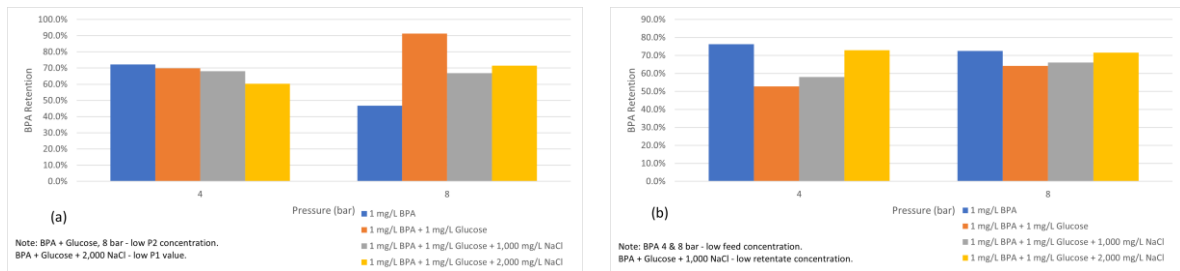 100.0%
90.0%
80.0%
70.0%
60.0%
50.0%
40.0%
30.0%
20.0%
10.0%
0.0%
BPA Retention
4
8
Pressure (bar)
(a)
1 mg/L BPA
1 mg/L BPA + 1 mg/L Glucose
1 mg/L BPA + 1 mg/L Glucose + 1,000 mg/L NaCl
1 mg/L BPA + 1 mg/L Glucose + 2,000 mg/L NaCl
Note: BPA + Glucose, 8 bar - low P2 concentration.
BPA + Glucose + 2,000 NaCl - low P1 value.
90.0%
80.0%
70.0%
60.0%
50.0%
40.0%
30.0%
20.0%
10.0%
0.0%
BPA Retention
4
8
Pressure (bar)
(b)
1 mg/L BPA
1 mg/L BPA + 1 mg/L Glucose
1 mg/L BPA + 1 mg/L Glucose + 1,000 mg/L NaCl
1 mg/L BPA + 1 mg/L Glucose + 2,000 mg/L NaCl
Note: BPA 4 & 8 bar - low feed concentration.
BPA + Glucose + 1,000 NaCl - low retentate concentration.